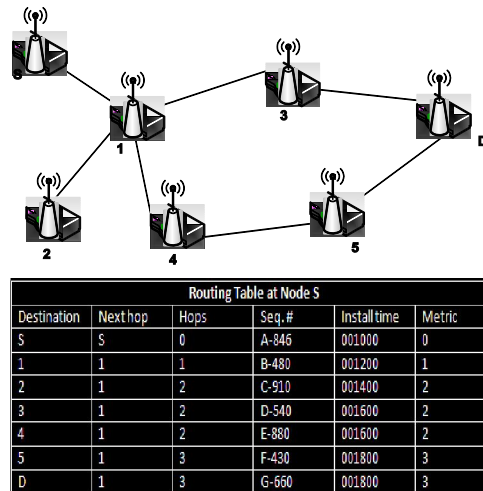 S
3
D
1
2
4
5
Routing Table at Node S
Destination Next hop Hops Seq. # Install time Metric
S S 0 A-846 001000 0
1 1 1 B-480 001200 1
2 1 2 C-910 001400 2
3 1 2 D-540 001600 2
4 1 2 E-880 001600 2
5 1 3 F-430 001800 3
D 1 3 G-660 001800 3